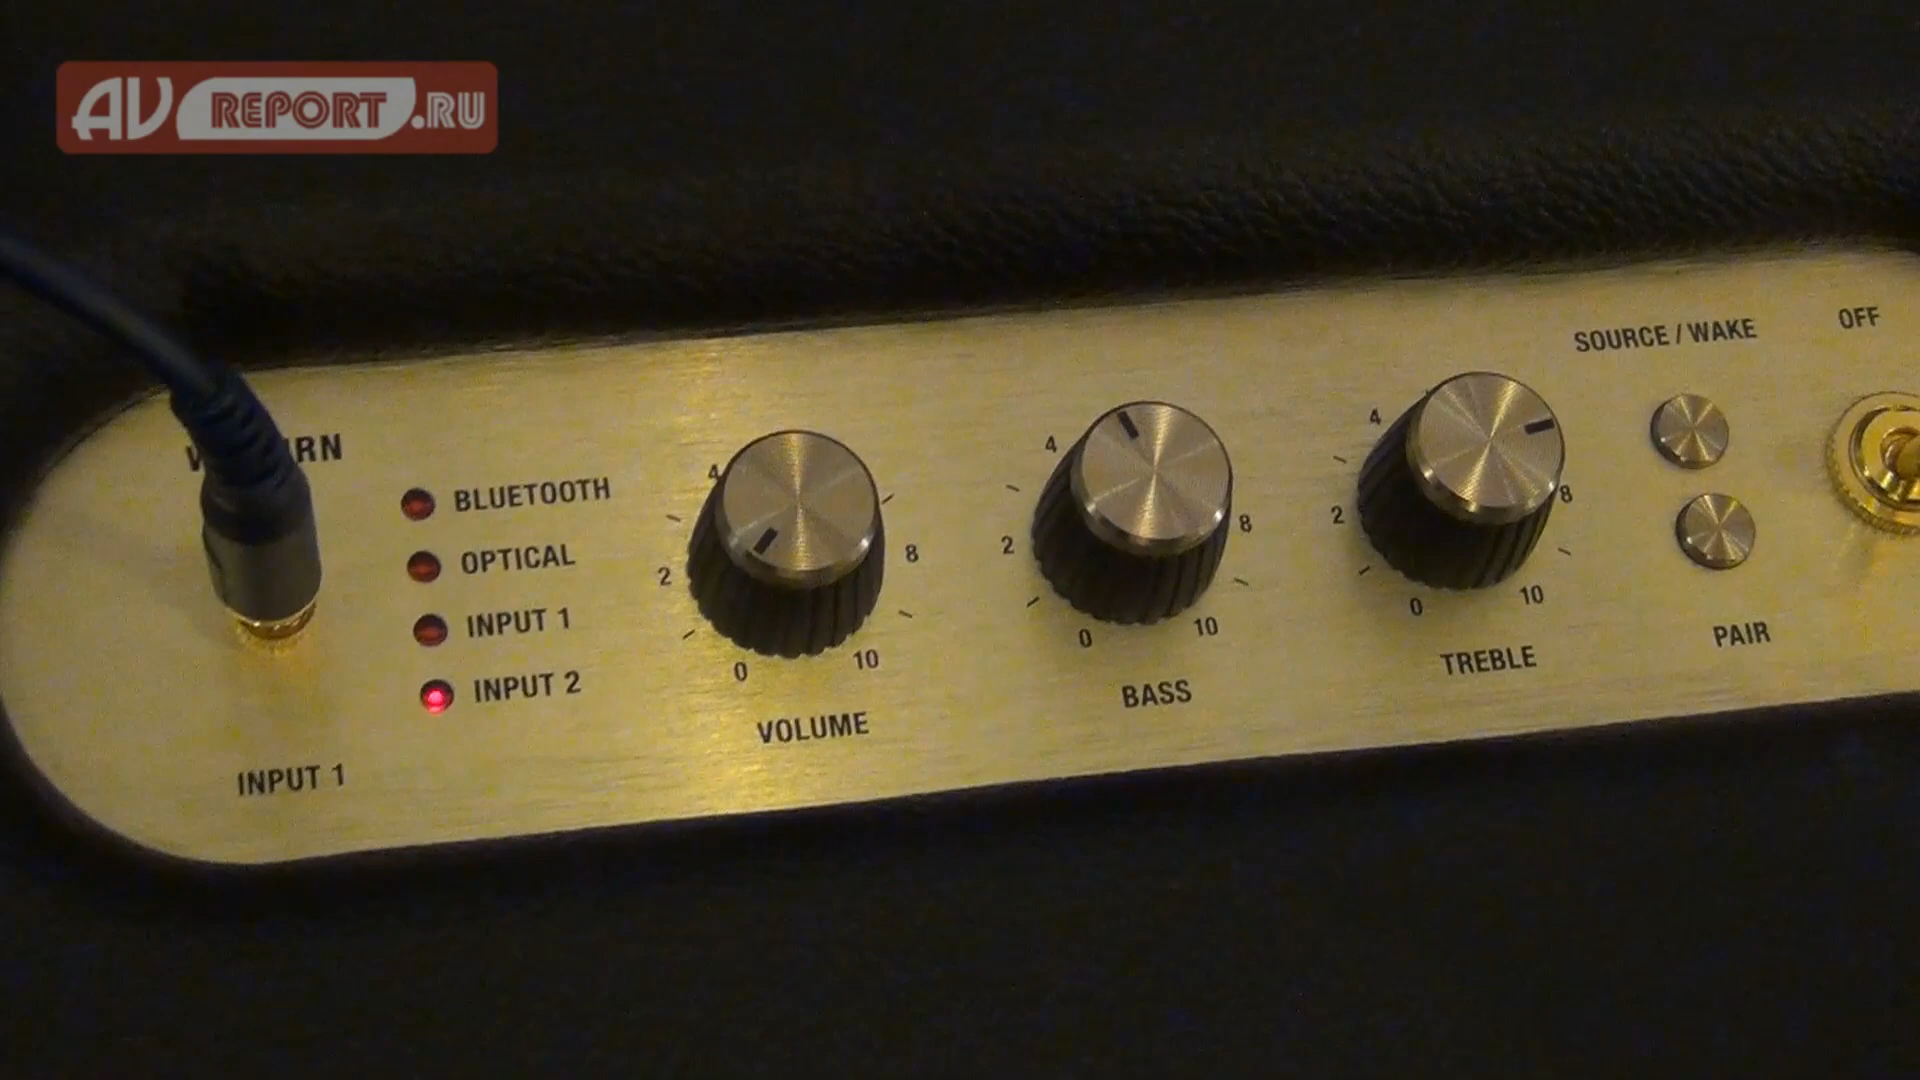 AV REPORT.RU
SOURCE / WAKE
OFF
BLUETOOTH
OPTICAL
INPUT 1
INPUT 2
INPUT 1
4
2
8
0
10
VOLUME
4
2
8
0
10
BASS
4
2
8
0
10
TREBLE
PAIR